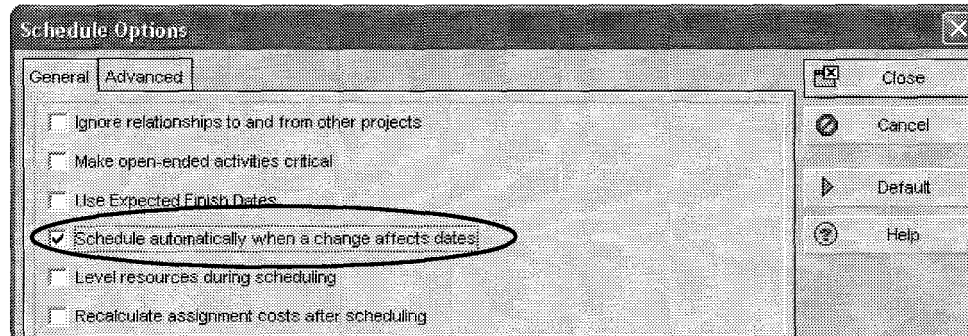 Schedule Options
General Advanced
Ignore relationships to and from other projects
Make open-ended activities critical
Use Expected Finish Dates
Schedule automatically when a change affects dates
Level resources during scheduling
Recalculate assignment costs after scheduling
Close
Cancel
Default
Help